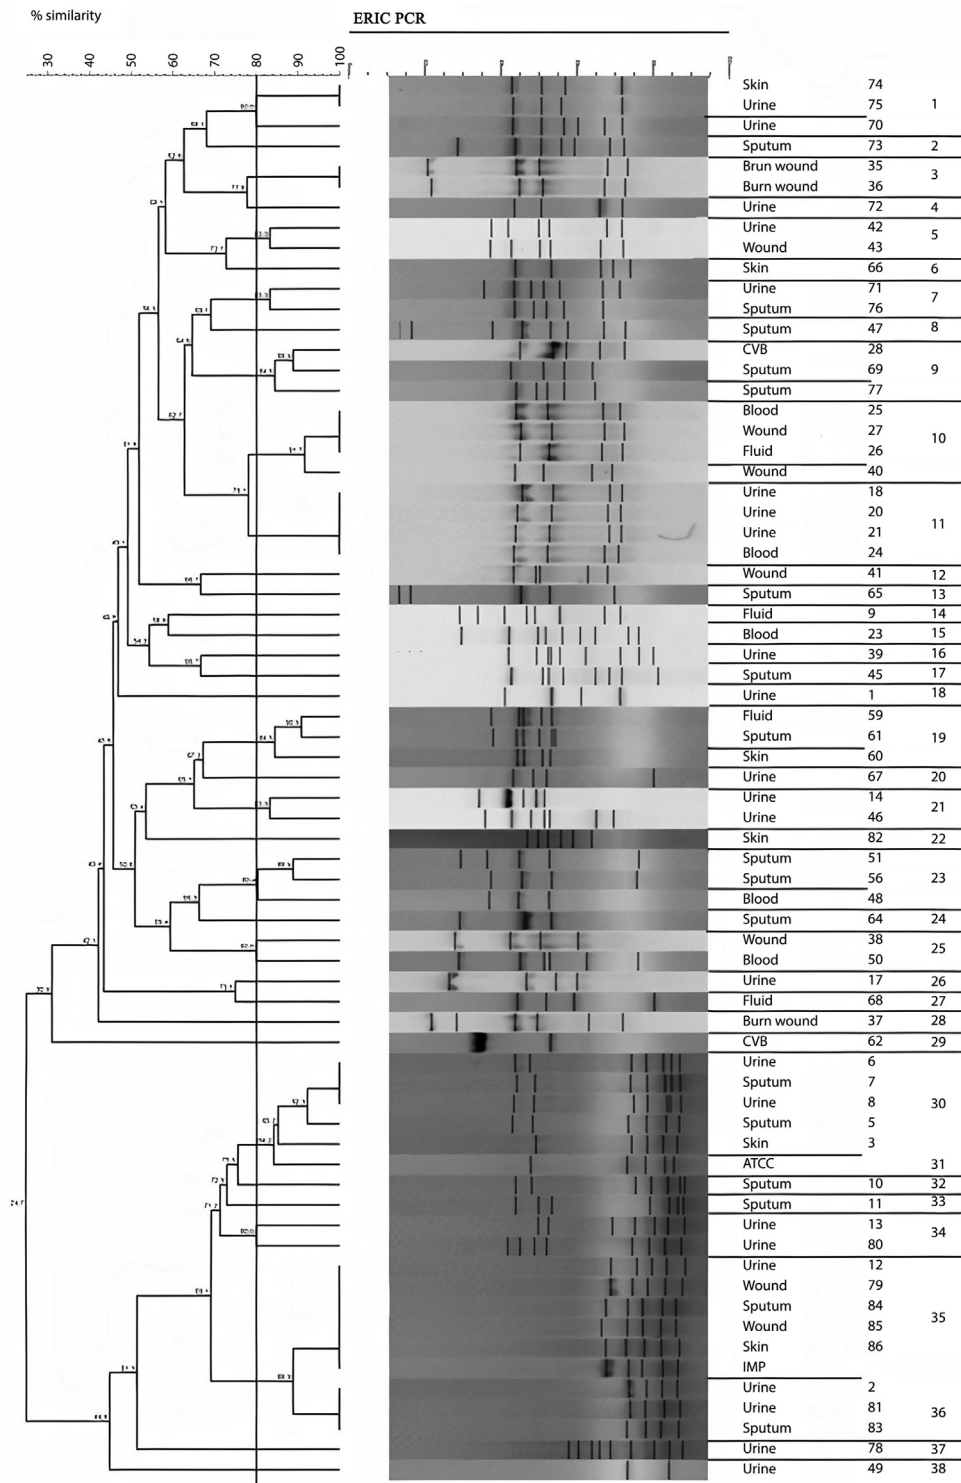 % similarity
ERIC PCR
30 40 50 60 70 80 90 100
Skin 74
Urine 75 1
Urine 70
Sputum 73 2
Brun wound 35
Burn wound 36 3
Urine 72 4
Urine 42
Wound 43 5
Skin 66 6
Urine 71
Sputum 76 7
Sputum 47 8
CVB 28
Sputum 69 9
Sputum 77
Blood 25
Wound 27 10
Fluid 26
Wound 40
Urine 18
Urine 20
Urine 21 11
Blood 24
Wound 41 12
Sputum 65 13
Fluid 9 14
Blood 23 15
Urine 39 16
Sputum 45 17
Urine 1 18
Fluid 59
Sputum 61 19
Skin 60
Urine 67 20
Urine 14
Urine 46 21
Skin 82 22
Sputum 51
Sputum 56 23
Blood 48
Sputum 64 24
Wound 38
Blood 50 25
Urine 17 26
Fluid 68 27
Burn wound 37 28
CVB 62 29
Urine 6
Sputum 7
Urine 8 30
Sputum 5
Skin 3
ATCC 31
Sputum 10 32
Sputum 11 33
Urine 13
Urine 80 34
Urine 12
Wound 79
Sputum 84
Wound 85 35
Skin 86
IMP
Urine 2
Urine 81 36
Sputum 83
Urine 78 37
Urine 49 38